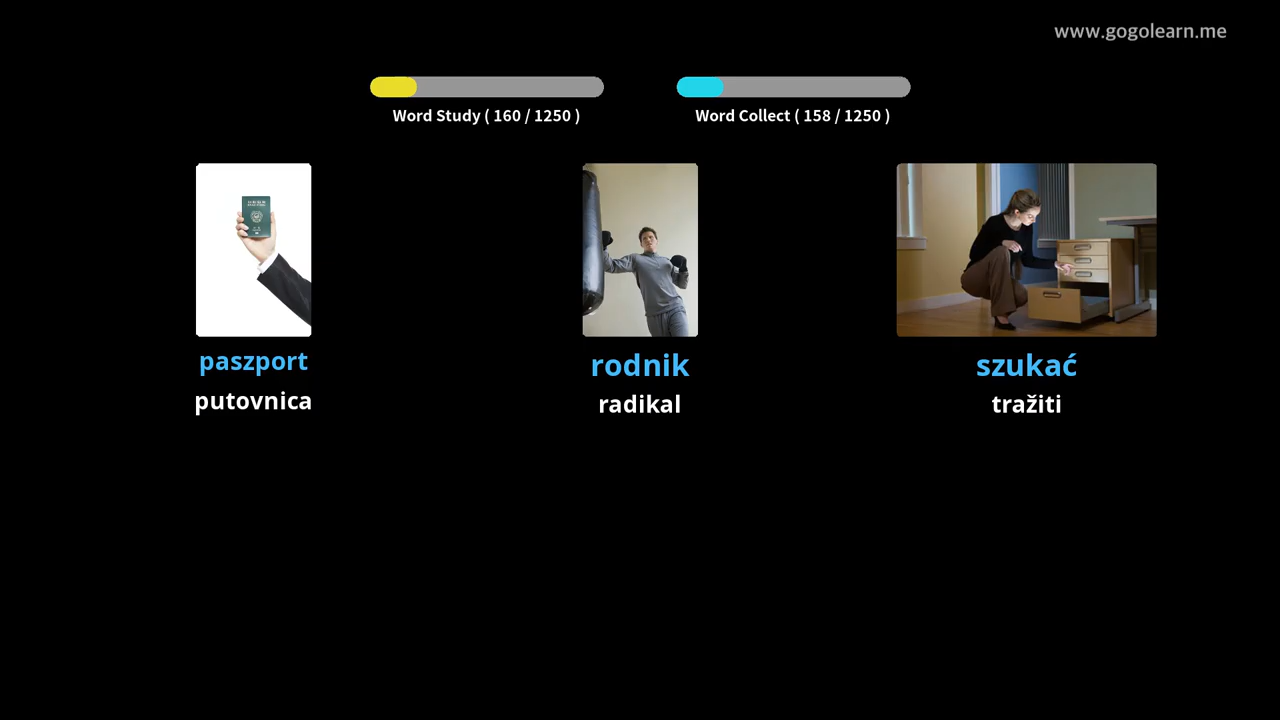 www.gogolearn.me
Word Study ( 160 / 1250 )
Word Collect ( 158 / 1250 )
paszport
rodnik
szukać
putovnica
radikal
tražiti